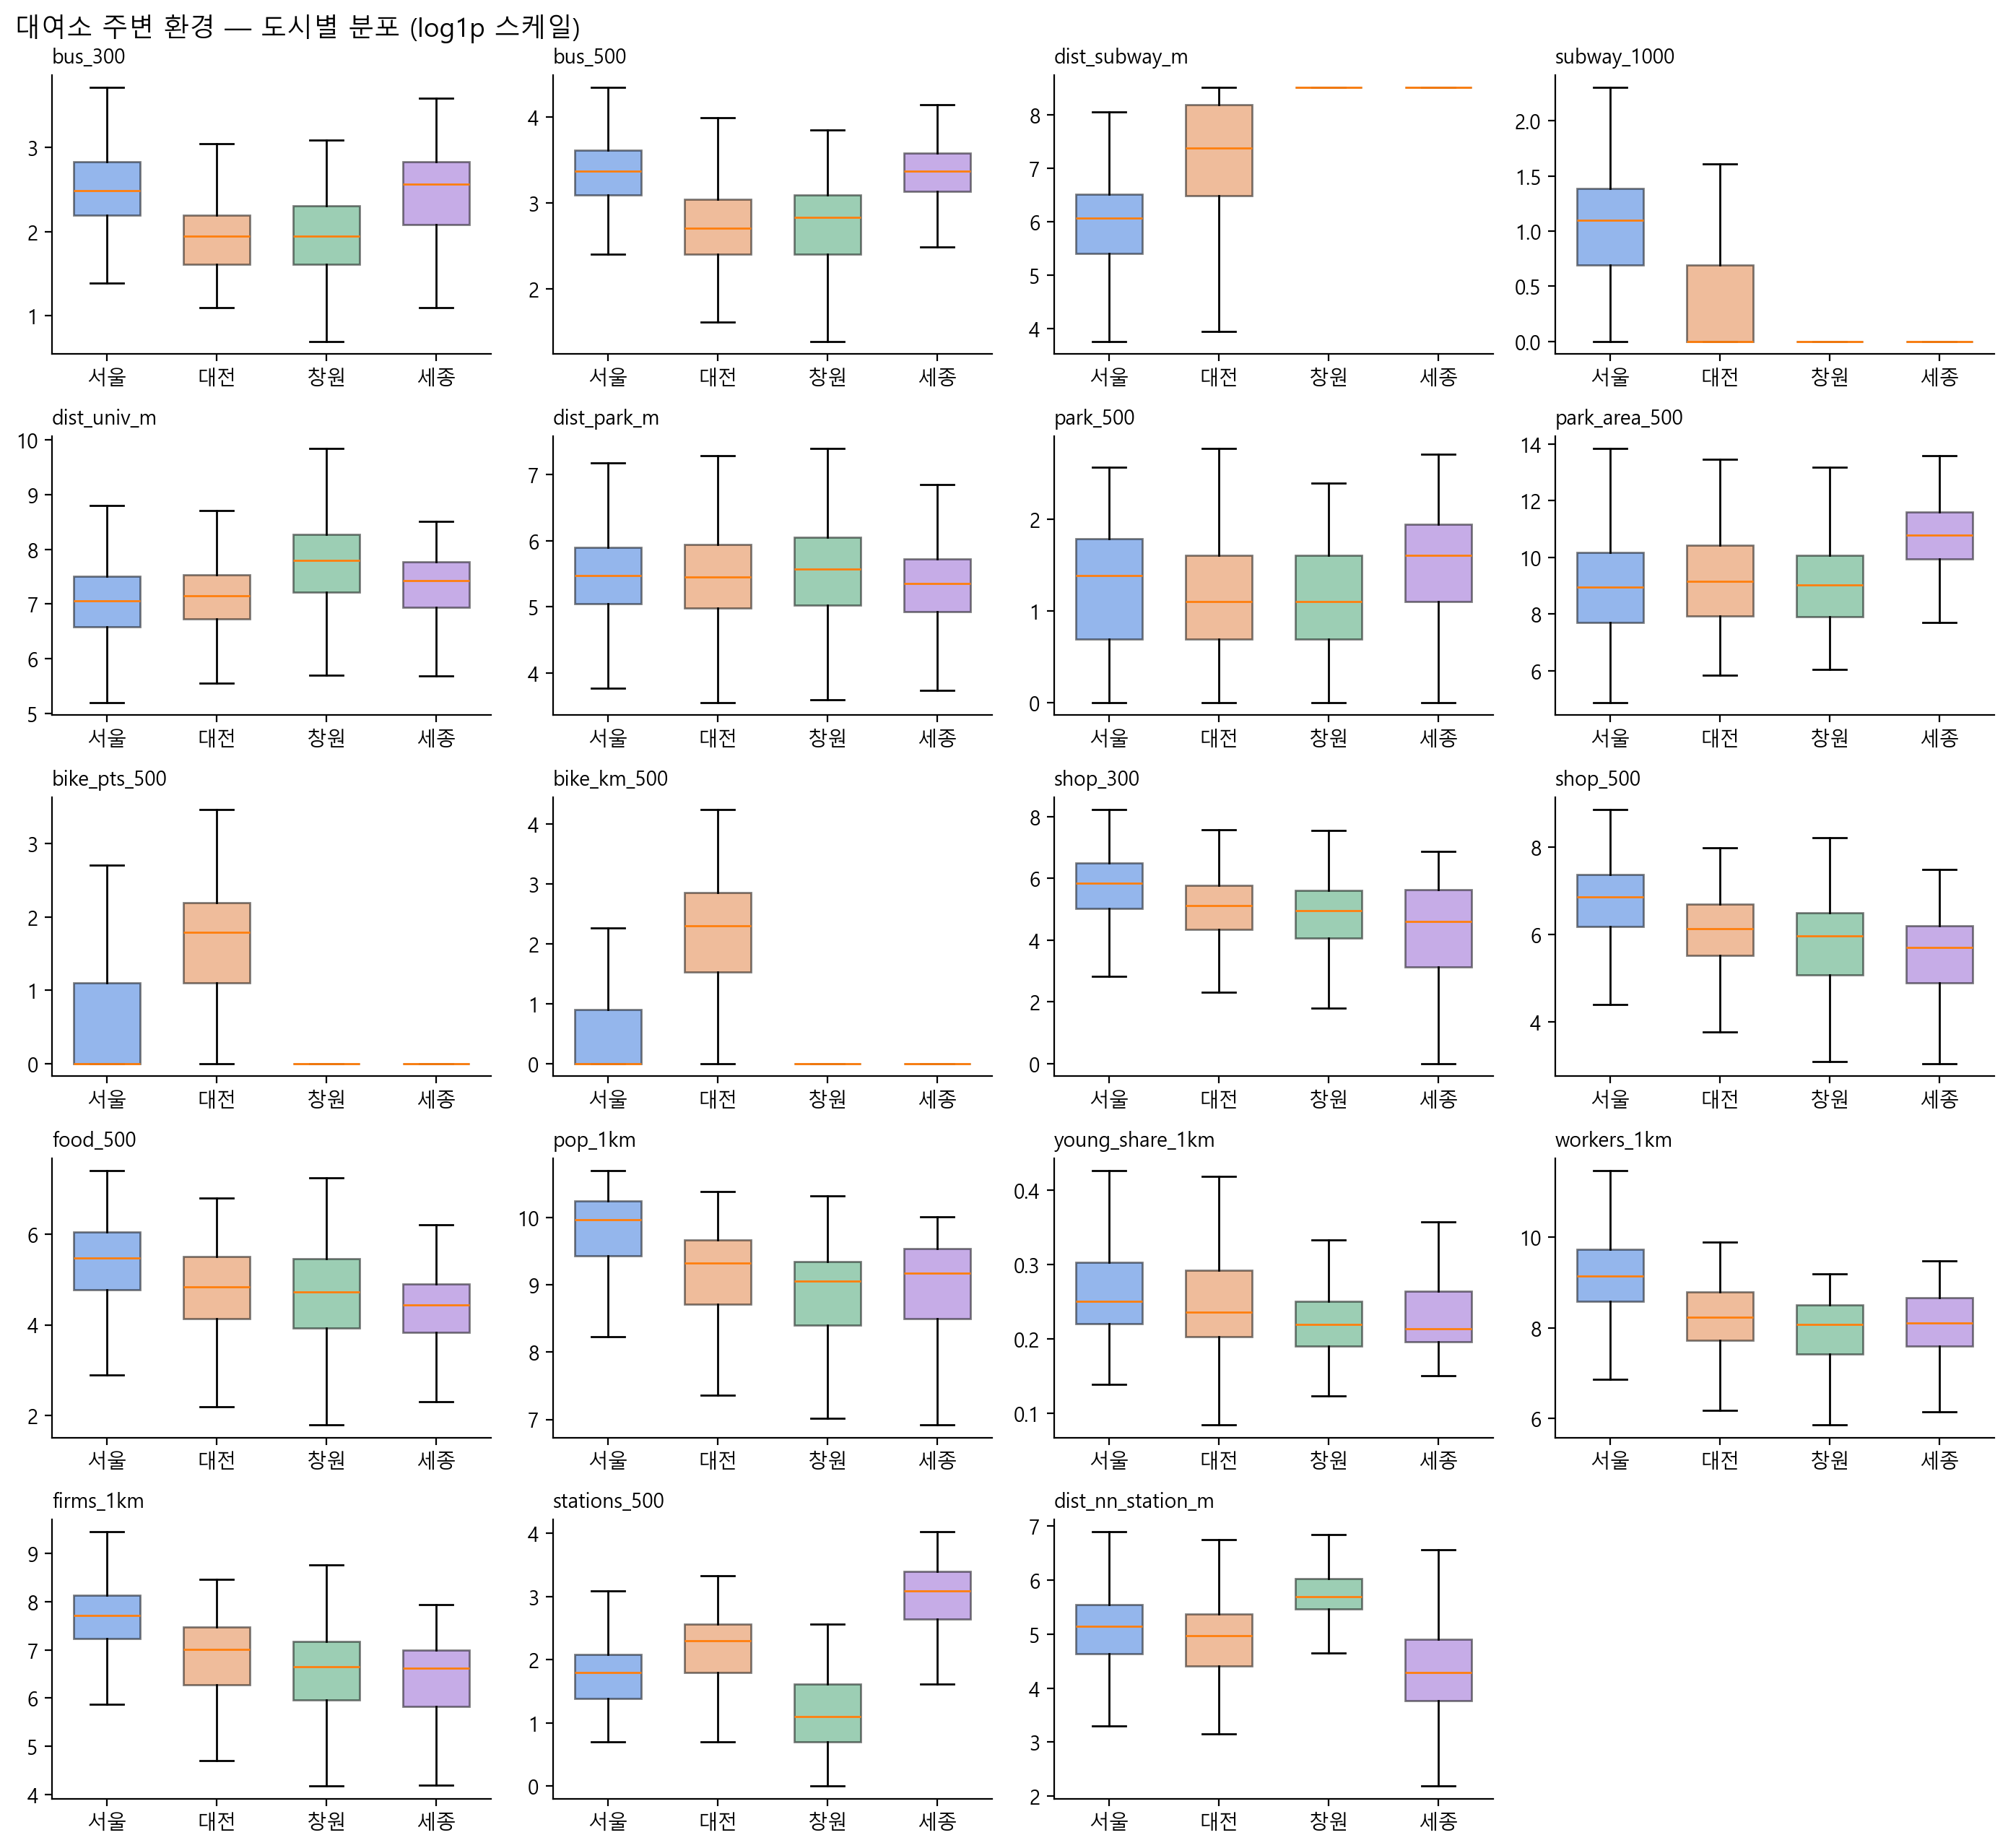 대여소 주변 환경 — 도시별 분포 (log1p 스케일)
bus_300
3
2
1
서울 대전 창원 세종
bus_500
4
3
2
서울 대전 창원 세종
dist_subway_m
8
7
6
5
4
서울 대전 창원 세종
subway_1000
2.0
1.5
1.0
0.5
0.0
서울 대전 창원 세종
dist_univ_m
10
9
8
7
6
5
서울 대전 창원 세종
dist_park_m
7
6
5
4
서울 대전 창원 세종
park_500
2
1
0
서울 대전 창원 세종
park_area_500
14
12
10
8
6
서울 대전 창원 세종
bike_pts_500
3
2
1
0
서울 대전 창원 세종
bike_km_500
4
3
2
1
0
서울 대전 창원 세종
shop_300
8
6
4
2
0
서울 대전 창원 세종
shop_500
8
6
4
서울 대전 창원 세종
food_500
6
4
2
서울 대전 창원 세종
pop_1km
10
9
8
7
서울 대전 창원 세종
young_share_1km
0.4
0.3
0.2
0.1
서울 대전 창원 세종
workers_1km
10
8
6
서울 대전 창원 세종
firms_1km
9
8
7
6
5
4
서울 대전 창원 세종
stations_500
4
3
2
1
0
서울 대전 창원 세종
dist_nn_station_m
7
6
5
4
3
2
서울 대전 창원 세종